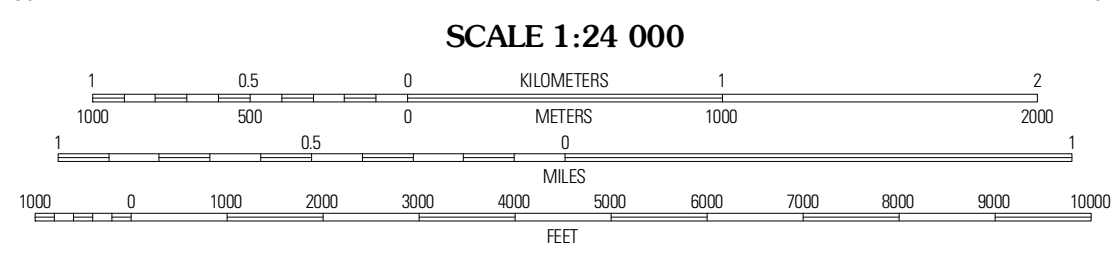 SCALE 1:24 000
1 0.5 0 KILOMETERS 1 2
1000 500 0 METERS 1000 2000
1 0.5 0 1
MILES
1000 0 1000 2000 3000 4000 5000 6000 7000 8000 9000 10000
FEET